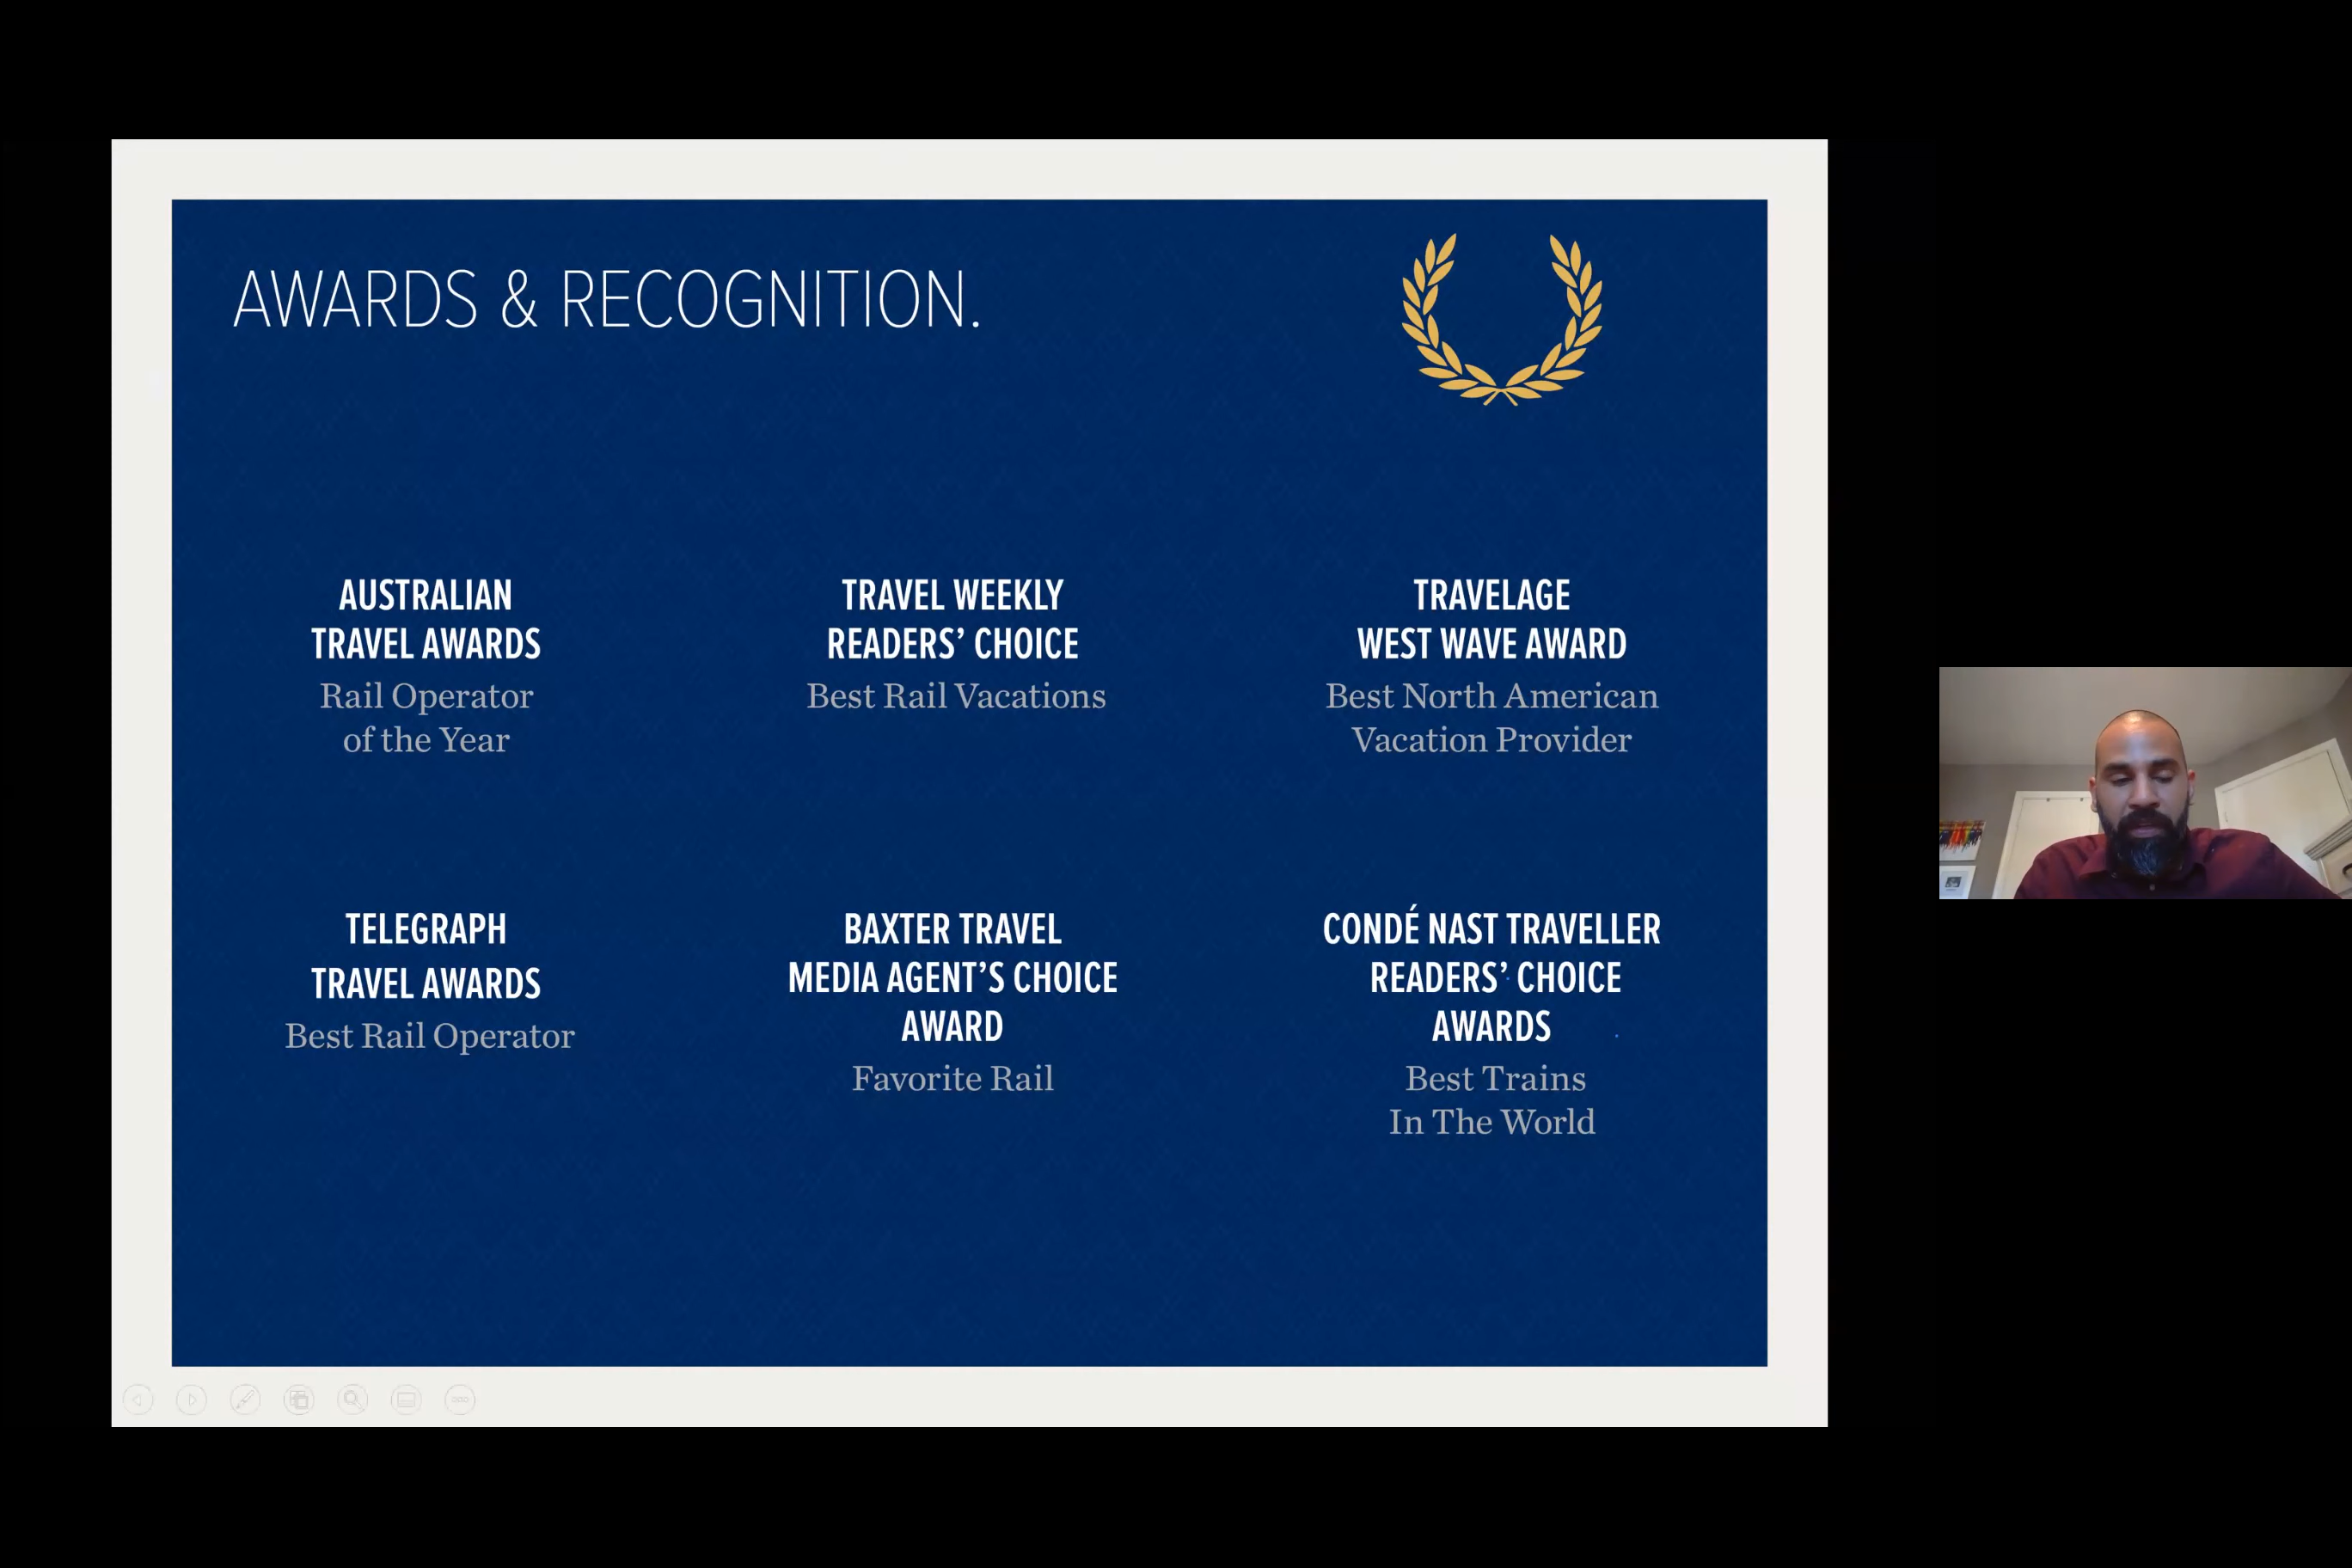 AWARDS & RECOGNITION.
AUSTRALIAN
TRAVEL AWARDS
Rail Operator
of the Year
TRAVEL WEEKLY
READERS’ CHOICE
Best Rail Vacations
TRAVELAGE
WEST WAVE AWARD
Best North American
Vacation Provider
TELEGRAPH
TRAVEL AWARDS
Best Rail Operator
BAXTER TRAVEL
MEDIA AGENT’S CHOICE
AWARD
Favorite Rail
CONDÉ NAST TRAVELLER
READERS’ CHOICE
AWARDS
Best Trains
In The World